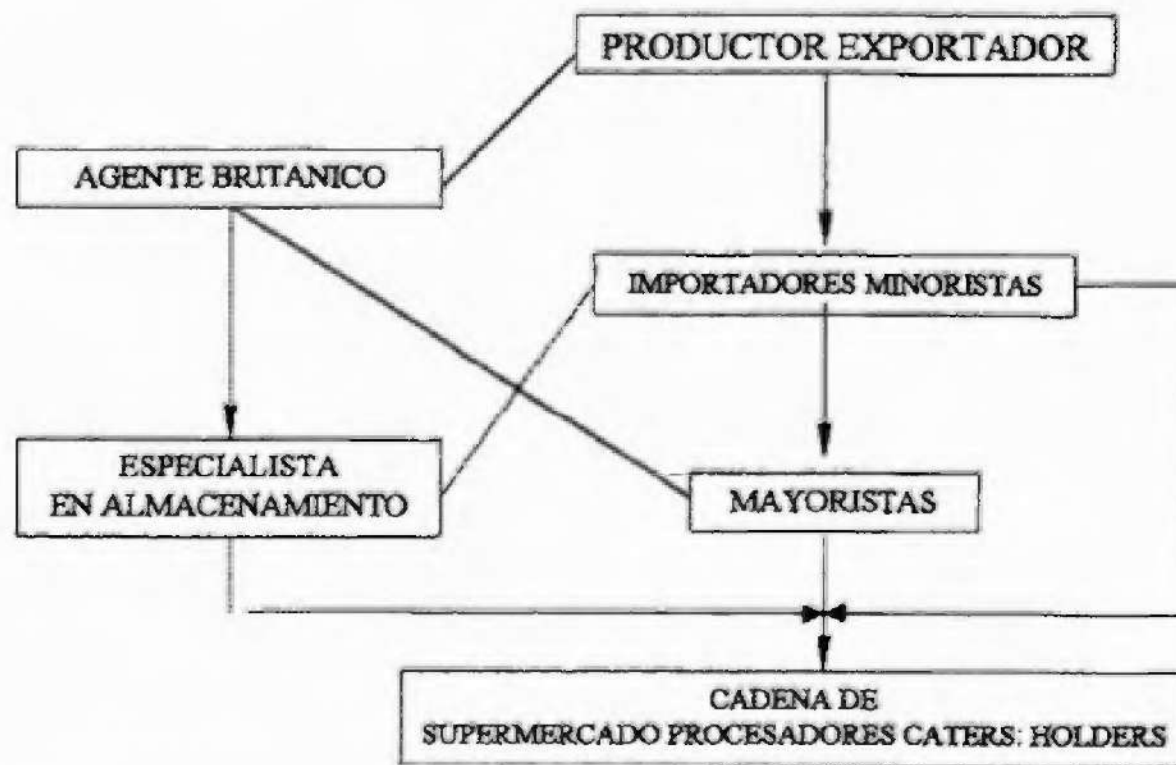 PRODUCTOR EXPORTADOR
AGENTE BRITANICO
IMPORTADORES MINORISTAS
ESPECIALISTA
EN ALMACENAMIENTO
MAYORISTAS
CADENA DE
SUPERMERCADO PROCESADORES CATERS: HOLDERS